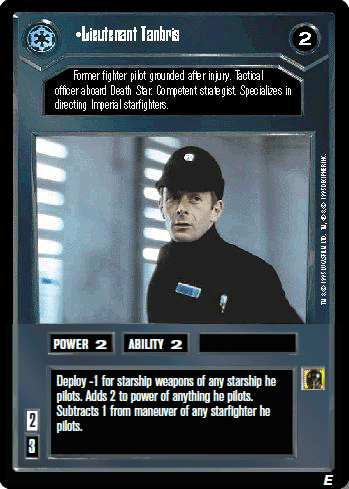 •Lieutenant Tanbris
2
Former fighter pilot grounded after injury. Tactical
officer aboard Death Star. Competent strategist. Specializes in
directing Imperial starfighters.
POWER 2
ABILITY 2
Deploy -1 for starship weapons of any starship he
pilots. Adds 2 to power of anything he pilots.
Subtracts 1 from maneuver of any starfighter he
pilots.
2
3
E